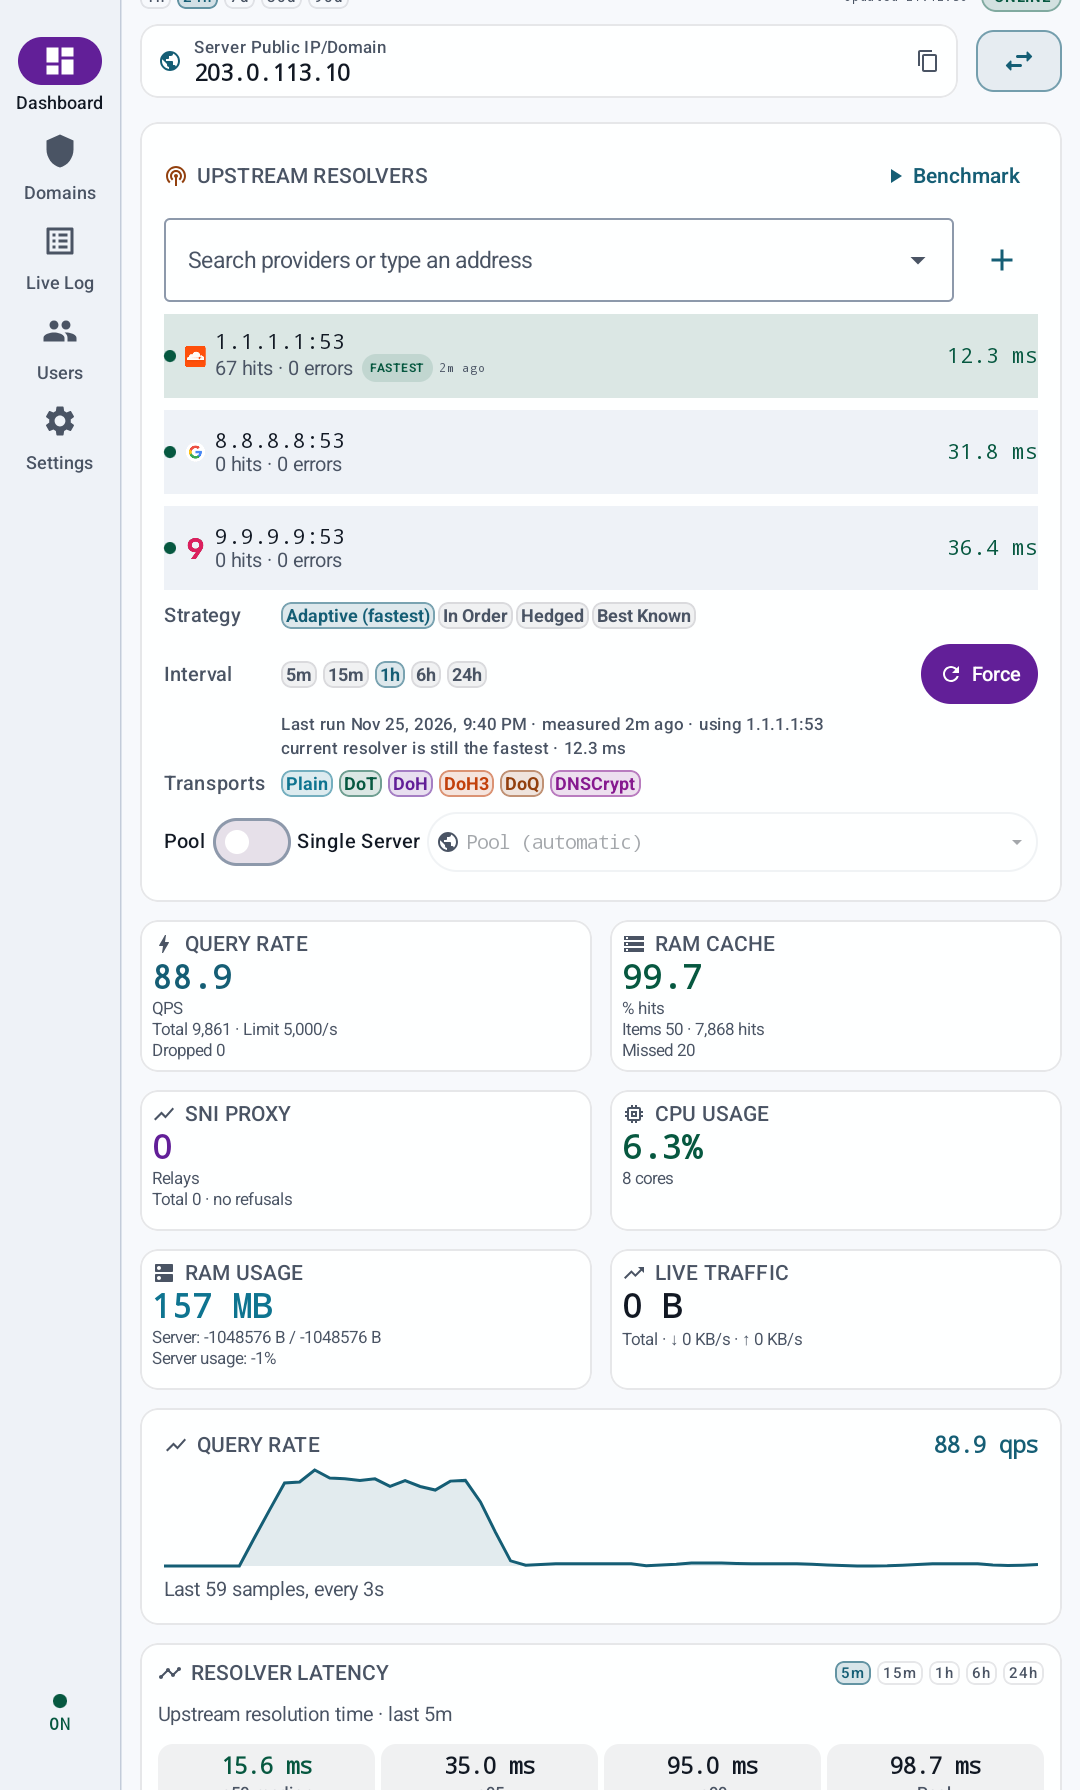 Server Public IP/Domain
203.0.113.10
Dashboard
Domains
Live Log
Users
Settings
UPSTREAM RESOLVERS
Benchmark
Search providers or type an address
1.1.1.1:53
67 hits · 0 errors FASTEST 2m ago
12.3 ms
8.8.8.8:53
0 hits · 0 errors
31.8 ms
9.9.9.9:53
0 hits · 0 errors
36.4 ms
Strategy Adaptive (fastest) In Order Hedged Best Known
Interval 5m 15m 1h 6h 24h Force
Last run Nov 25, 2026, 9:40 PM · measured 2m ago · using 1.1.1.1:53
current resolver is still the fastest · 12.3 ms
Transports Plain DoT DoH DoH3 DoQ DNSCrypt
Pool Single Server Pool (automatic)
QUERY RATE
88.9
QPS
Total 9,861 · Limit 5,000/s
Dropped 0
RAM CACHE
99.7
% hits
Items 50 · 7,868 hits
Missed 20
SNI PROXY
0
Relays
Total 0 · no refusals
CPU USAGE
6.3%
8 cores
RAM USAGE
157 MB
Server: -1048576 B / -1048576 B
Server usage: -1%
LIVE TRAFFIC
0 B
Total · ↓ 0 KB/s · ↑ 0 KB/s
QUERY RATE 88.9 qps
Last 59 samples, every 3s
RESOLVER LATENCY 5m 15m 1h 6h 24h
Upstream resolution time · last 5m
15.6 ms 35.0 ms 95.0 ms 98.7 ms
ON